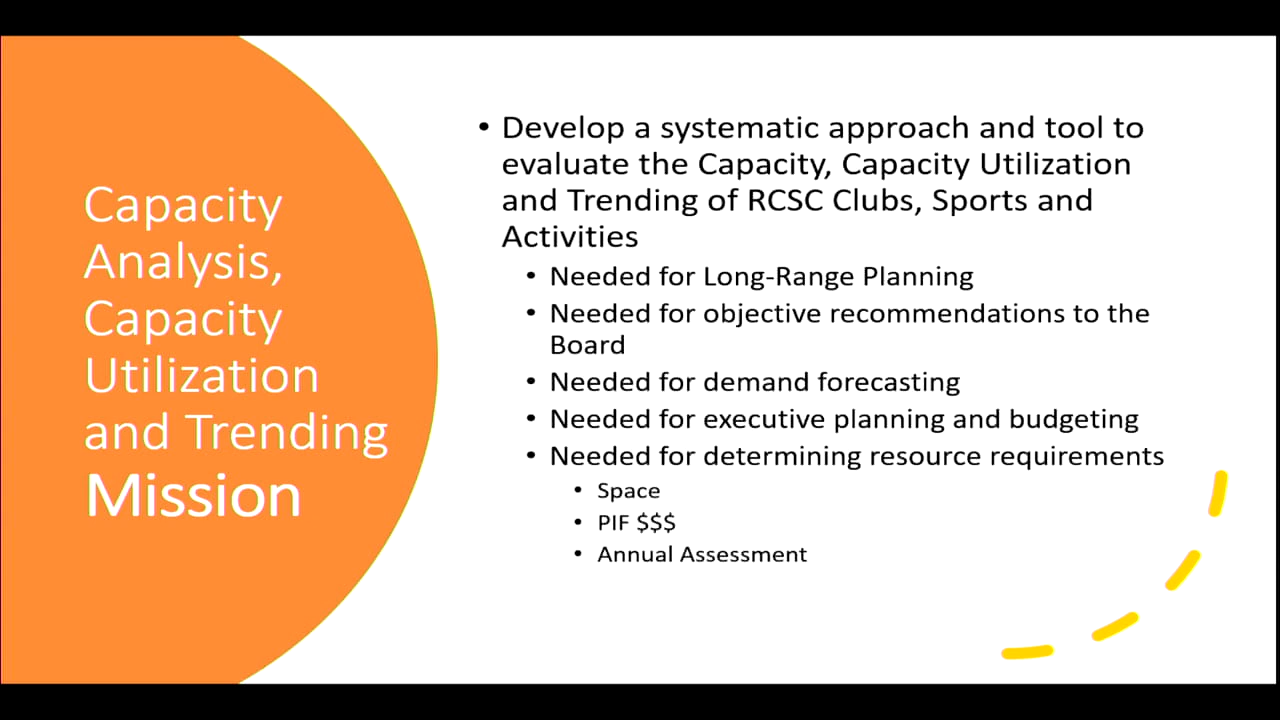 Capacity
Analysis,
Capacity
Utilization
and Trending
Mission
• Develop a systematic approach and tool to
evaluate the Capacity, Capacity Utilization
and Trending of RCSC Clubs, Sports and
Activities
• Needed for Long-Range Planning
• Needed for objective recommendations to the
Board
• Needed for demand forecasting
• Needed for executive planning and budgeting
• Needed for determining resource requirements
• Space
• PIF $$$
• Annual Assessment